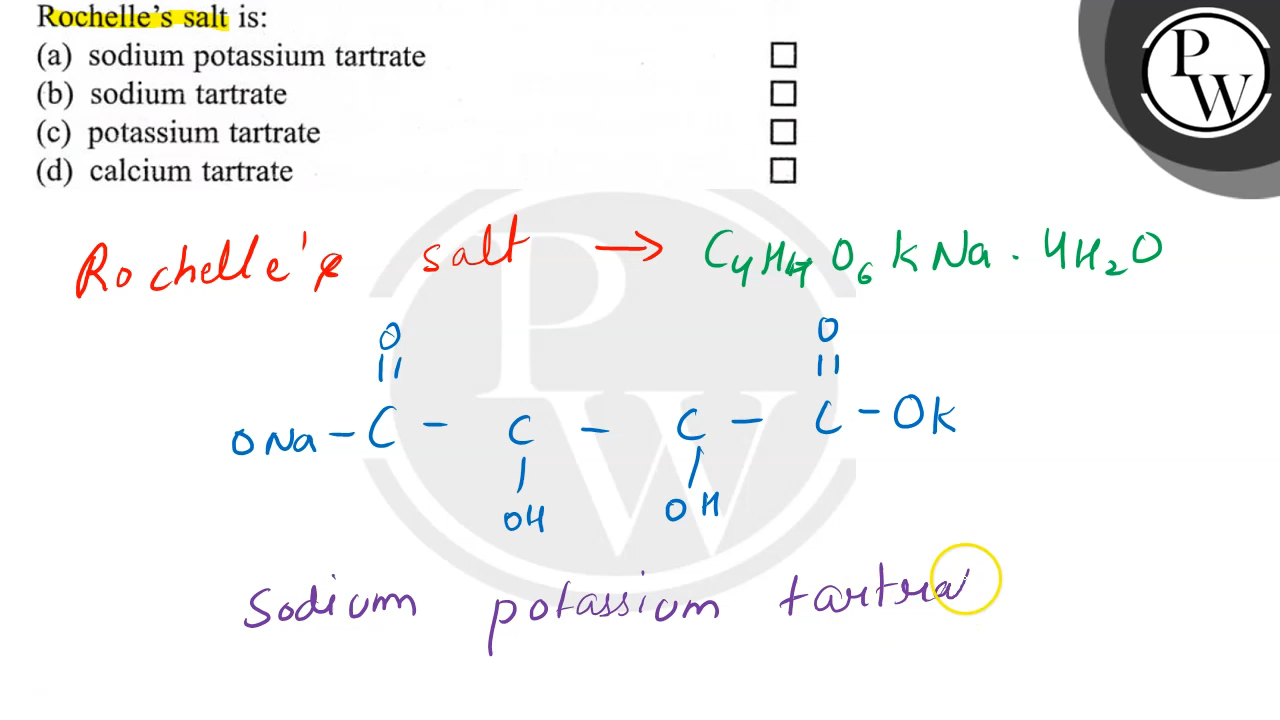 Rochelle's salt is:
(a) sodium potassium tartrate
(b) sodium tartrate
(c) potassium tartrate
(d) calcium tartrate
P
W
Rochelle's salt → C4H4O6KNa. 4H2O
O O
ONa - C - C - C - C - OK
OH OH
Sodium potassium tartra